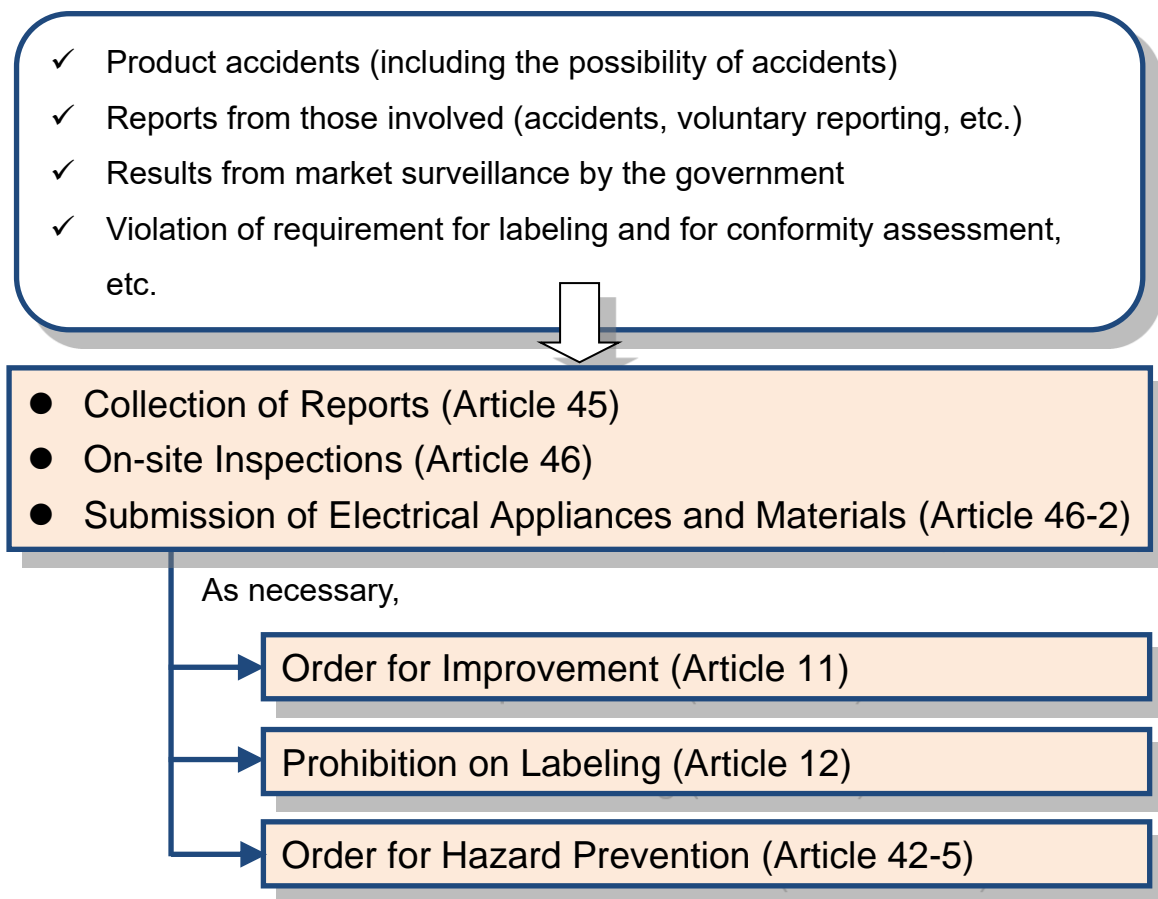 ✓ Product accidents (including the possibility of accidents)
✓ Reports from those involved (accidents, voluntary reporting, etc.)
✓ Results from market surveillance by the government
✓ Violation of requirement for labeling and for conformity assessment,
etc.
● Collection of Reports (Article 45)
● On-site Inspections (Article 46)
● Submission of Electrical Appliances and Materials (Article 46-2)
As necessary,
Order for Improvement (Article 11)
Prohibition on Labeling (Article 12)
Order for Hazard Prevention (Article 42-5)